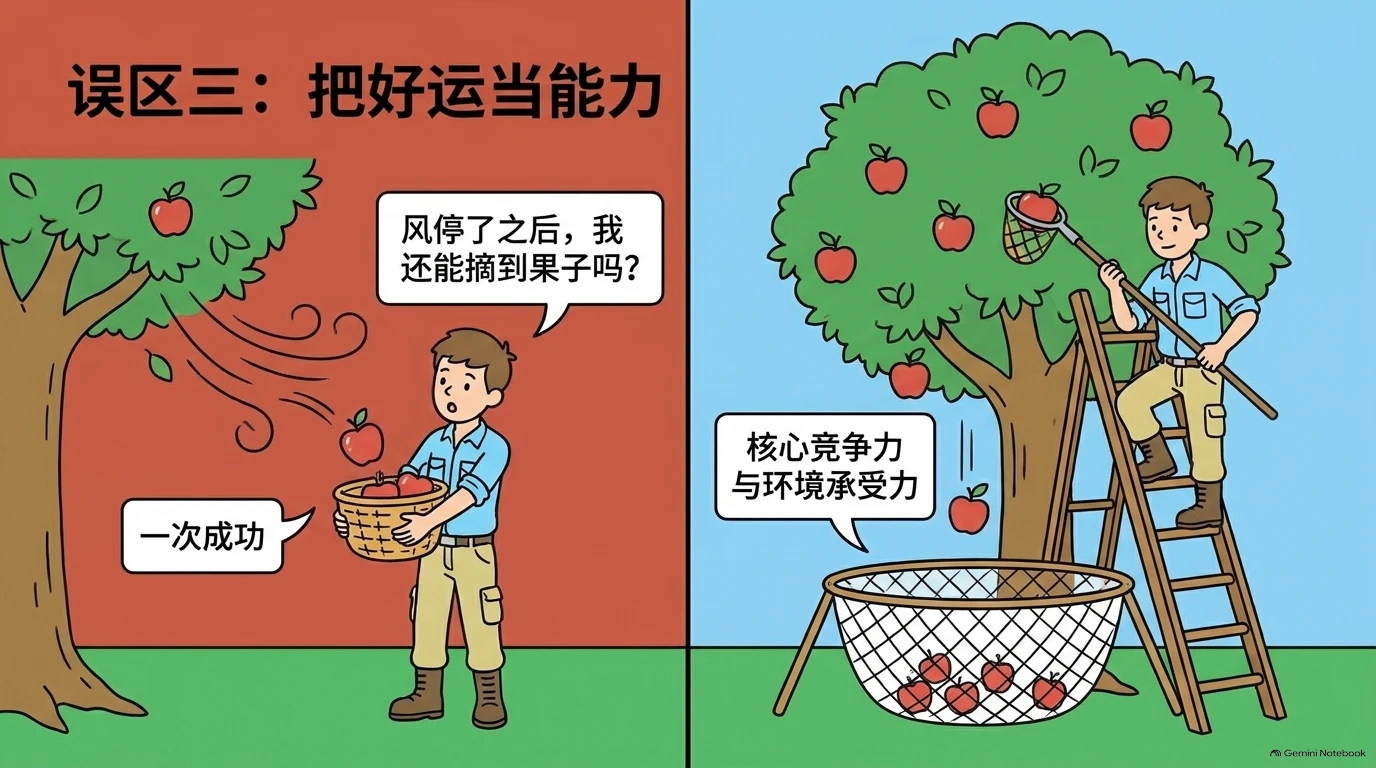 误区三：把好运当能力
风停了之后，我
还能摘到果子吗？
一次成功
核心竞争力
与环境承受力
Gemini Notebook